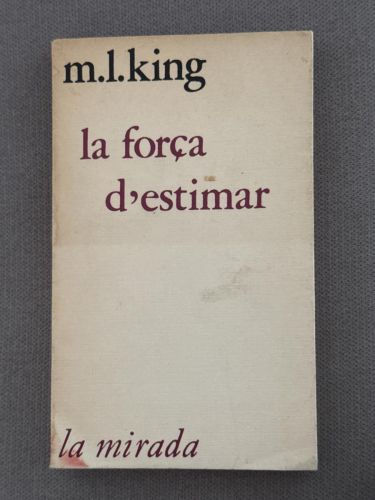 m.l.king
la força
d'estimar
la mirada